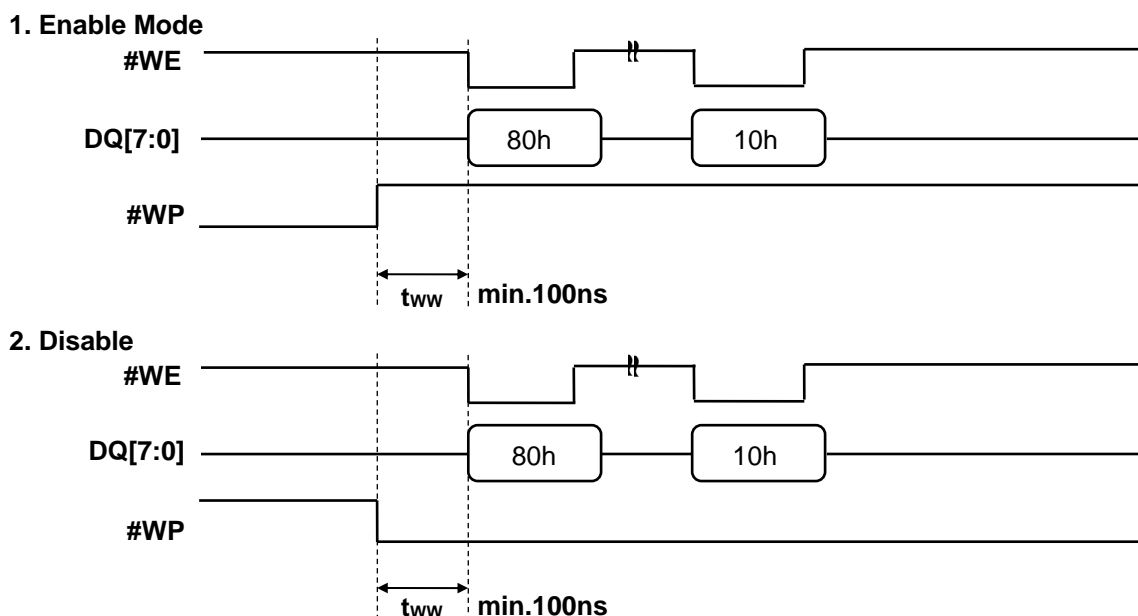 1. Enable Mode
#WE
DQ[7:0]
80h
10h
#WP
tww
min.100ns
2. Disable
#WE
DQ[7:0]
80h
10h
#WP
tww
min.100ns